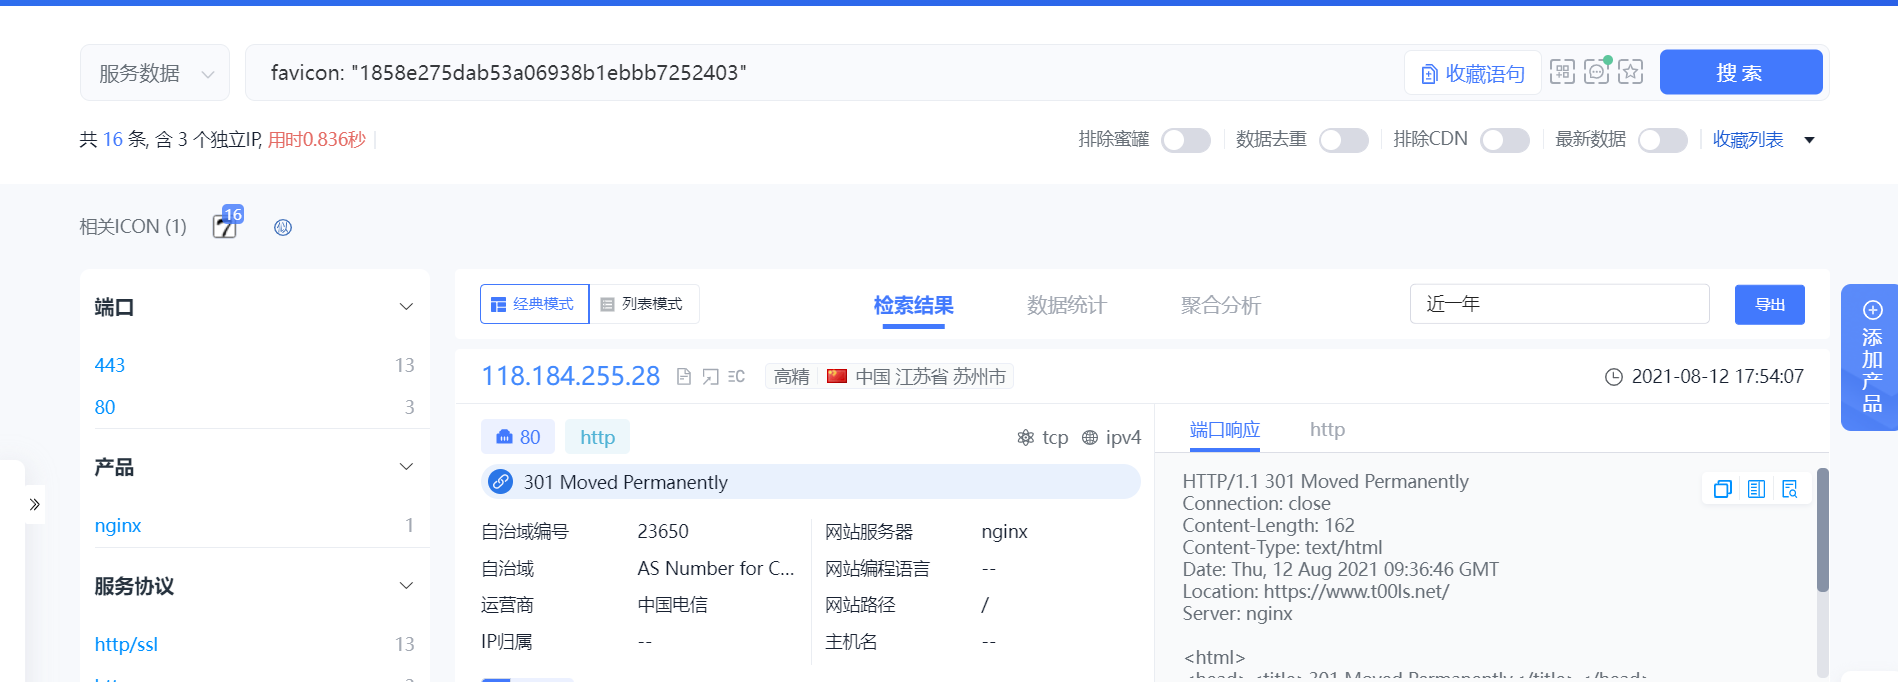 服务数据
favicon: "1858e275dab53a06938b1ebbb7252403"
收藏语句
搜 索
共 16 条, 含 3 个独立IP, 用时0.836秒
排除蜜罐
数据去重
排除CDN
最新数据
收藏列表
相关ICON (1)
7
16
似
端口
443 13
80 3
产品
nginx 1
服务协议
http/ssl 13
经典模式
列表模式
检索结果
数据统计
聚合分析
近一年
导出
118.184.255.28
C
高精
中国 江苏省 苏州市
2021-08-12 17:54:07
80
http
tcp
ipv4
301 Moved Permanently
自治域编号 23650
自治域 AS Number for C...
运营商 中国电信
IP归属 --
网站服务器 nginx
网站编程语言 --
网站路径 /
主机名 --
端口响应
http
HTTP/1.1 301 Moved Permanently
Connection: close
Content-Length: 162
Content-Type: text/html
Date: Thu, 12 Aug 2021 09:36:46 GMT
Location: https://www.t00ls.net/
Server: nginx
<html>
<head><title>301 Moved Permanently</title></head>
添加产品